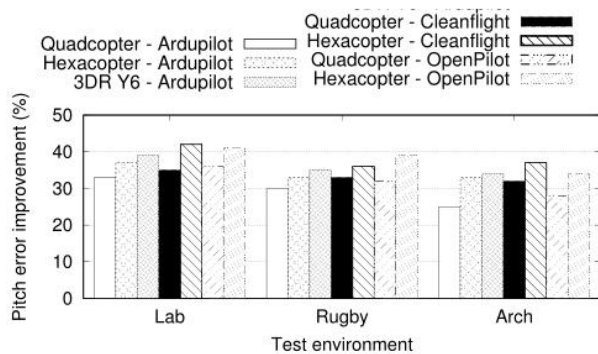 Quadcopter - Cleanflight
Quadcopter - Ardupilot
Hexacopter - Cleanflight
Hexacopter - Ardupilot
Quadcopter - OpenPilot
3DR Y6 - Ardupilot
Hexacopter - OpenPilot
Pitch error improvement (%)
50
40
30
20
10
0
Lab Rugby Arch
Test environment